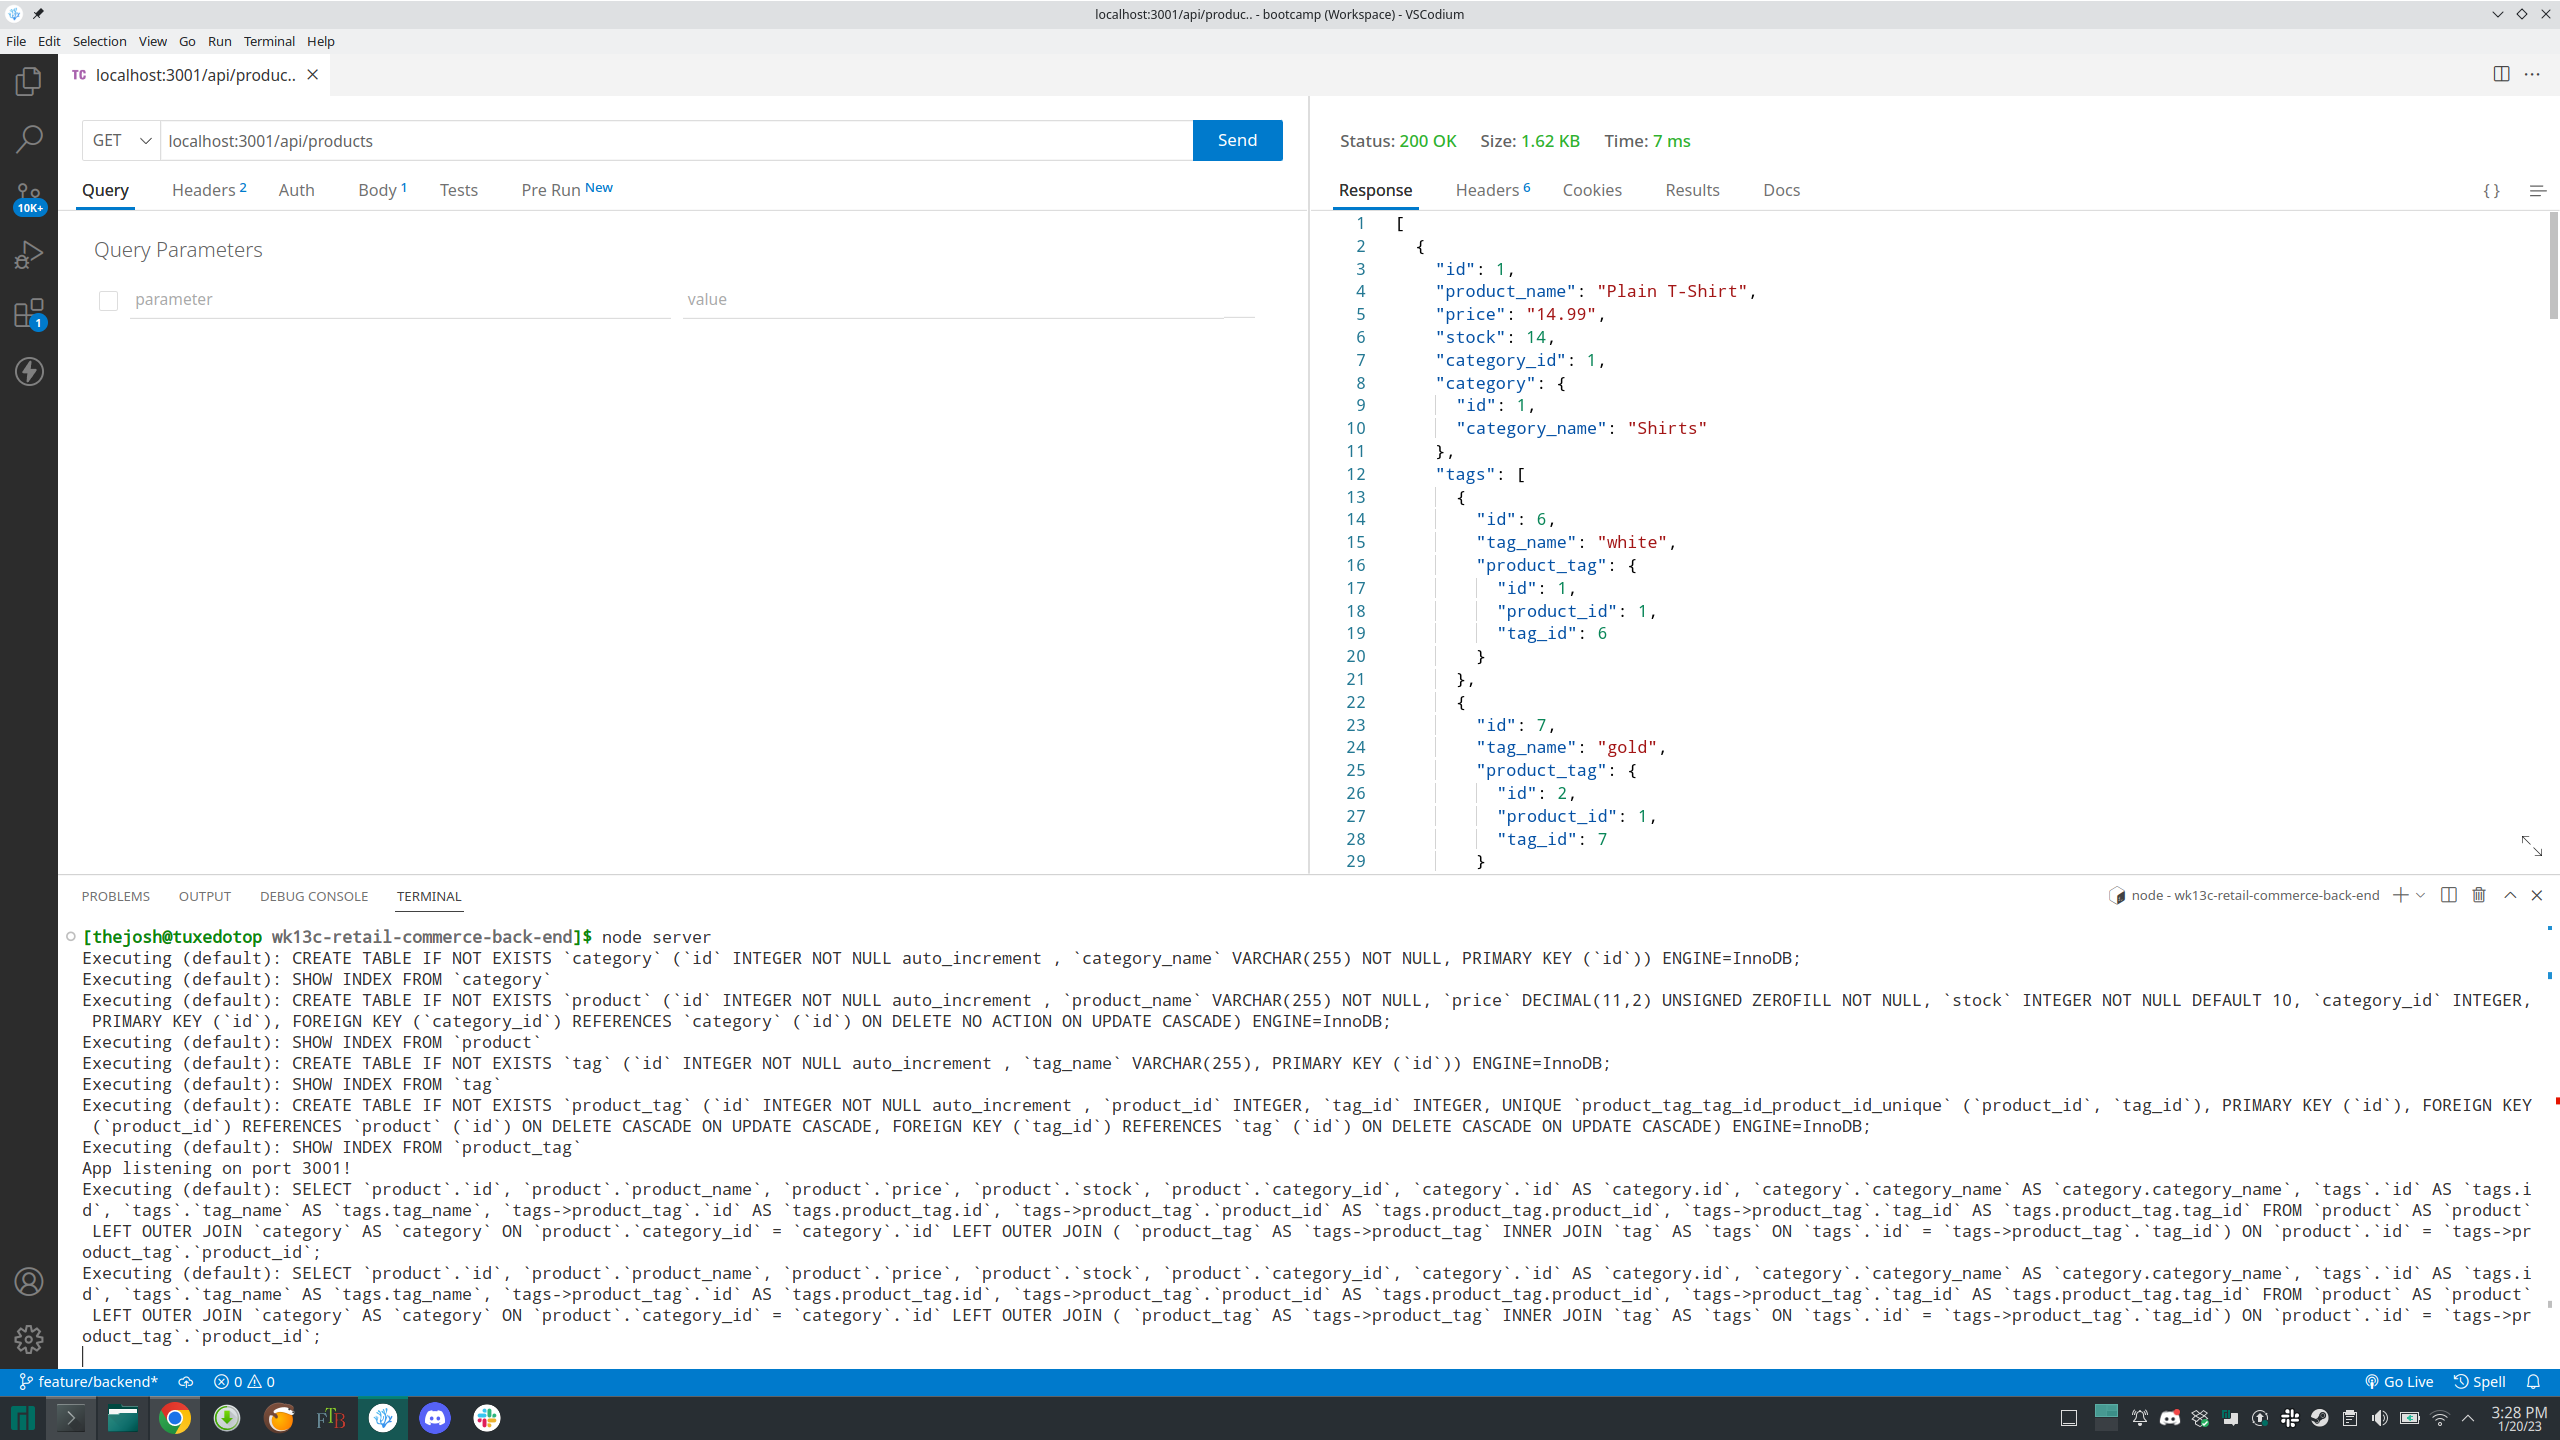 localhost:3001/api/produc.. - bootcamp (Workspace) - VSCodium
File Edit Selection View Go Run Terminal Help
TC localhost:3001/api/produc..
GET localhost:3001/api/products Send
Query Headers 2 Auth Body 1 Tests Pre Run New
Query Parameters
parameter value
10K+
1
Status: 200 OK Size: 1.62 KB Time: 7 ms
Response Headers 6 Cookies Results Docs
{ }
1 [
2 {
3 "id": 1,
4 "product_name": "Plain T-Shirt",
5 "price": "14.99",
6 "stock": 14,
7 "category_id": 1,
8 "category": {
9 "id": 1,
10 "category_name": "Shirts"
11 },
12 "tags": [
13 {
14 "id": 6,
15 "tag_name": "white",
16 "product_tag": {
17 "id": 1,
18 "product_id": 1,
19 "tag_id": 6
20 }
21 },
22 {
23 "id": 7,
24 "tag_name": "gold",
25 "product_tag": {
26 "id": 2,
27 "product_id": 1,
28 "tag_id": 7
29 }
PROBLEMS OUTPUT DEBUG CONSOLE TERMINAL node - wk13c-retail-commerce-back-end
[thejosh@tuxedotop wk13c-retail-commerce-back-end]$ node server
Executing (default): CREATE TABLE IF NOT EXISTS `category` (`id` INTEGER NOT NULL auto_increment , `category_name` VARCHAR(255) NOT NULL, PRIMARY KEY (`id`)) ENGINE=InnoDB;
Executing (default): SHOW INDEX FROM `category`
Executing (default): CREATE TABLE IF NOT EXISTS `product` (`id` INTEGER NOT NULL auto_increment , `product_name` VARCHAR(255) NOT NULL, `price` DECIMAL(11,2) UNSIGNED ZEROFILL NOT NULL, `stock` INTEGER NOT NULL DEFAULT 10, `category_id` INTEGER,
PRIMARY KEY (`id`), FOREIGN KEY (`category_id`) REFERENCES `category` (`id`) ON DELETE NO ACTION ON UPDATE CASCADE) ENGINE=InnoDB;
Executing (default): SHOW INDEX FROM `product`
Executing (default): CREATE TABLE IF NOT EXISTS `tag` (`id` INTEGER NOT NULL auto_increment , `tag_name` VARCHAR(255), PRIMARY KEY (`id`)) ENGINE=InnoDB;
Executing (default): SHOW INDEX FROM `tag`
Executing (default): CREATE TABLE IF NOT EXISTS `product_tag` (`id` INTEGER NOT NULL auto_increment , `product_id` INTEGER, `tag_id` INTEGER, UNIQUE `product_tag_tag_id_product_id_unique` (`product_id`, `tag_id`), PRIMARY KEY (`id`), FOREIGN KEY
(`product_id`) REFERENCES `product` (`id`) ON DELETE CASCADE ON UPDATE CASCADE, FOREIGN KEY (`tag_id`) REFERENCES `tag` (`id`) ON DELETE CASCADE ON UPDATE CASCADE) ENGINE=InnoDB;
Executing (default): SHOW INDEX FROM `product_tag`
App listening on port 3001!
Executing (default): SELECT `product`.`id`, `product`.`product_name`, `product`.`price`, `product`.`stock`, `product`.`category_id`, `category`.`id` AS `category.id`, `category`.`category_name` AS `category.category_name`, `tags`.`id` AS `tags.i
d`, `tags`.`tag_name` AS `tags.tag_name`, `tags->product_tag`.`id` AS `tags.product_tag.id`, `tags->product_tag`.`product_id` AS `tags.product_tag.product_id`, `tags->product_tag`.`tag_id` AS `tags.product_tag.tag_id` FROM `product` AS `product`
LEFT OUTER JOIN `category` AS `category` ON `product`.`category_id` = `category`.`id` LEFT OUTER JOIN ( `product_tag` AS `tags->product_tag` INNER JOIN `tag` AS `tags` ON `tags`.`id` = `tags->product_tag`.`tag_id`) ON `product`.`id` = `tags->pr
oduct_tag`.`product_id`;
Executing (default): SELECT `product`.`id`, `product`.`product_name`, `product`.`price`, `product`.`stock`, `product`.`category_id`, `category`.`id` AS `category.id`, `category`.`category_name` AS `category.category_name`, `tags`.`id` AS `tags.i
d`, `tags`.`tag_name` AS `tags.tag_name`, `tags->product_tag`.`id` AS `tags.product_tag.id`, `tags->product_tag`.`product_id` AS `tags.product_tag.product_id`, `tags->product_tag`.`tag_id` AS `tags.product_tag.tag_id` FROM `product` AS `product`
LEFT OUTER JOIN `category` AS `category` ON `product`.`category_id` = `category`.`id` LEFT OUTER JOIN ( `product_tag` AS `tags->product_tag` INNER JOIN `tag` AS `tags` ON `tags`.`id` = `tags->product_tag`.`tag_id`) ON `product`.`id` = `tags->pr
oduct_tag`.`product_id`;
feature/backend* 0 0 Go Live Spell
FTB
3:28 PM
1/20/23